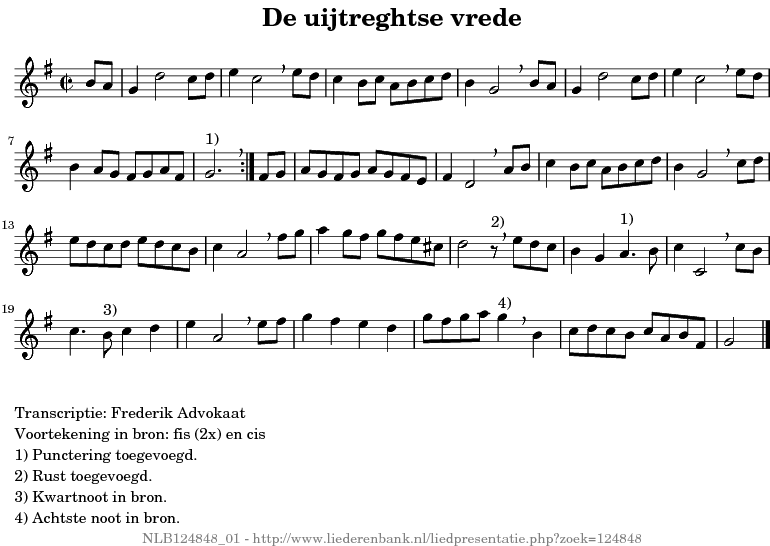 De uijtreghtse vrede
7
1)
2)
1)
13
3)
4)
19
Transcriptie: Frederik Advokaat
Voortekening in bron: fis (2x) en cis
1) Punctering toegevoegd.
2) Rust toegevoegd.
3) Kwartnoot in bron.
4) Achtste noot in bron.
NLB124848_01 - http://www.liederenbank.nl/liedpresentatie.php?zoek=124848